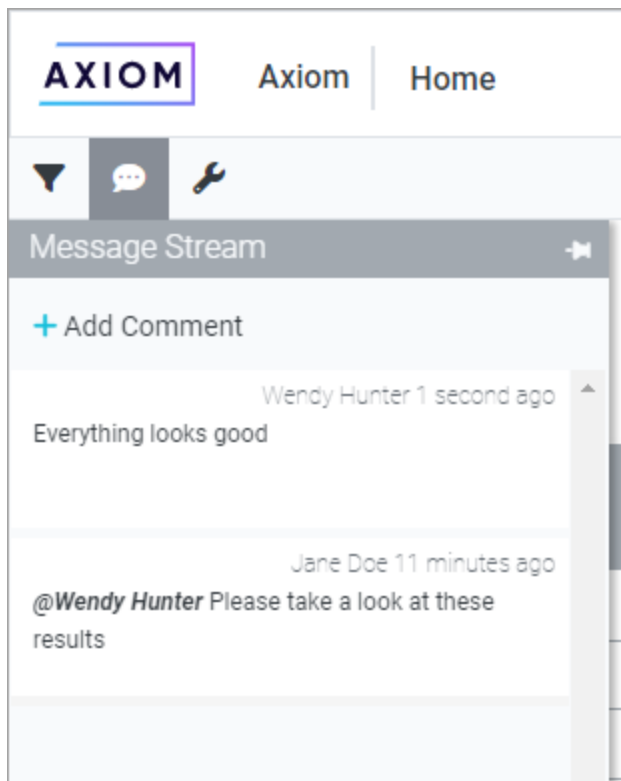 AXIOM Axiom Home
Message Stream
Add Comment
Wendy Hunter 1 second ago
Everything looks good
Jane Doe 11 minutes ago
@Wendy Hunter Please take a look at these
results